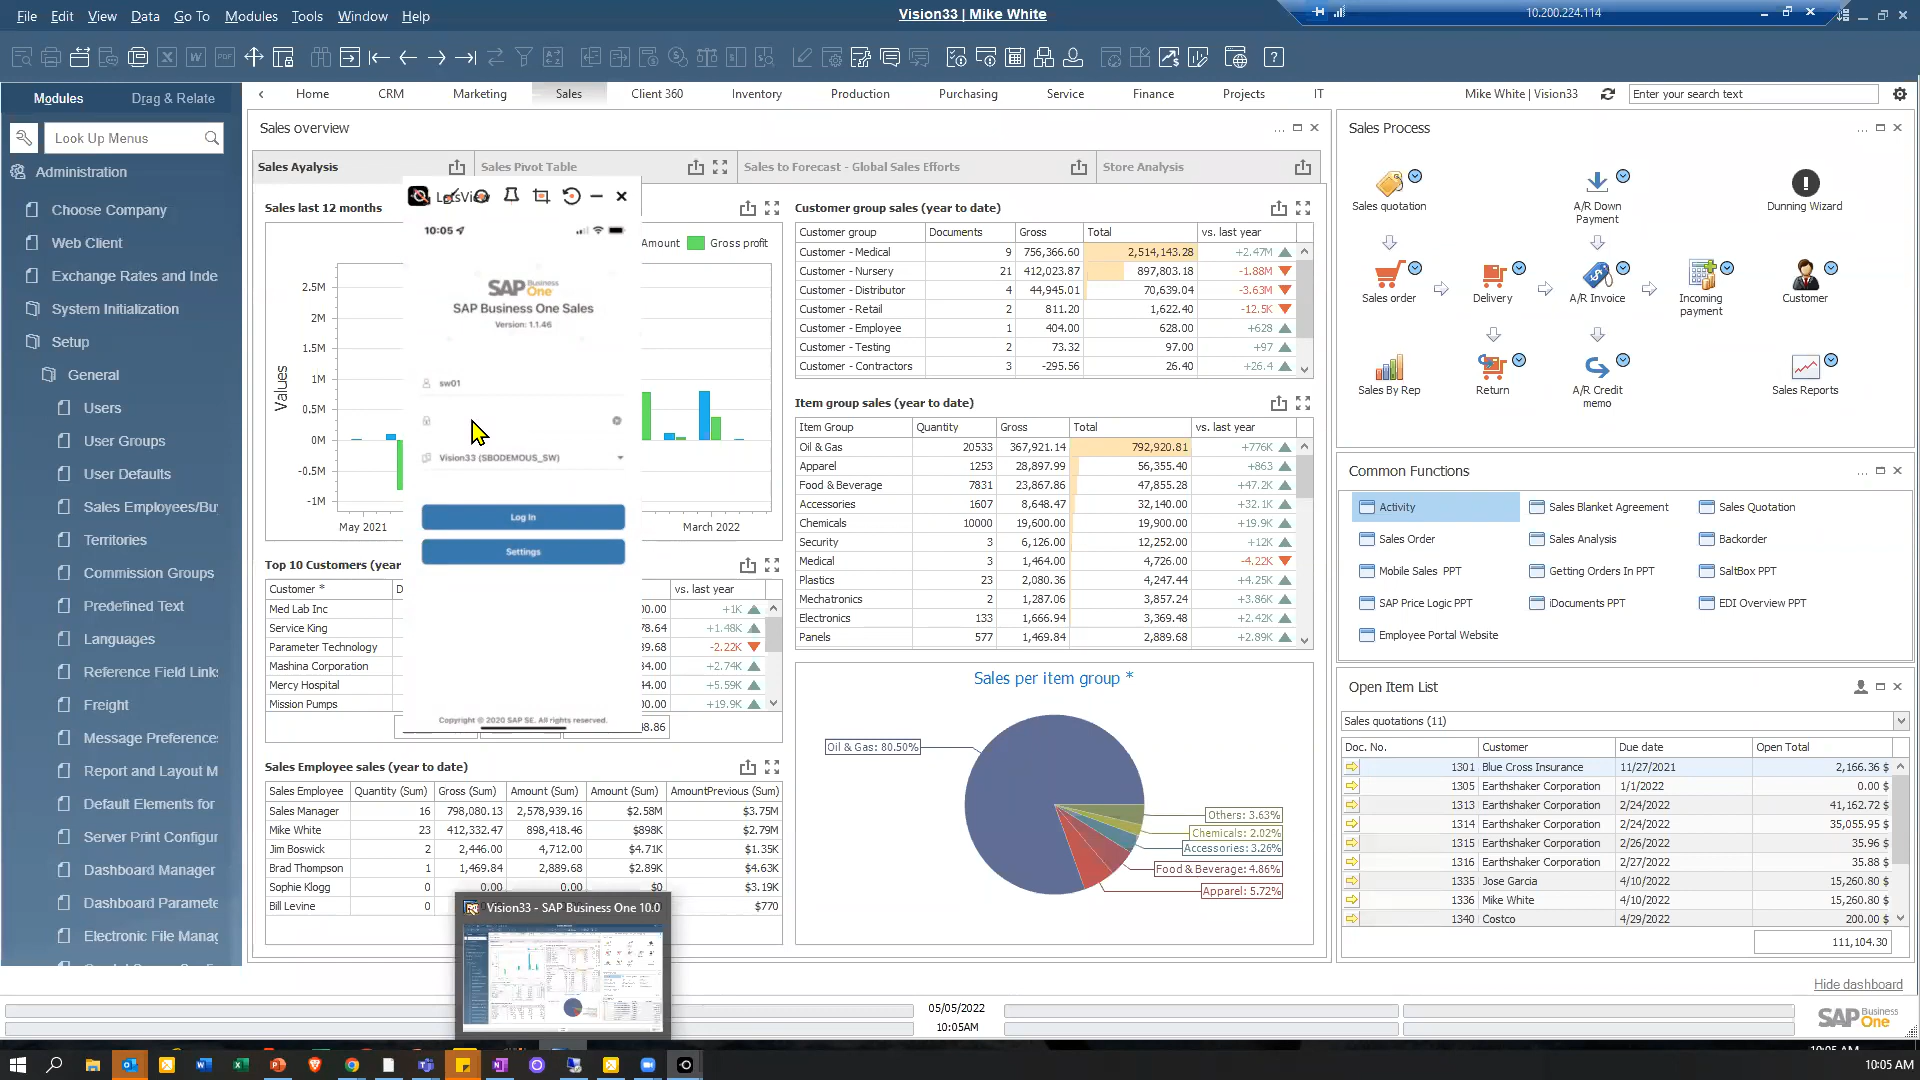 File Edit View Data Go To Modules Tools Window Help
Vision33 | Mike White
10.200.224.114
Modules Drag & Relate
Home CRM Marketing Sales Client 360 Inventory Production Purchasing Service Finance Projects IT
Mike White | Vision33
Enter your search text
Look Up Menus
Administration
Choose Company
Web Client
Exchange Rates and Inde
System Initialization
Setup
General
Users
User Groups
User Defaults
Sales Employees/Bu
Territories
Commission Groups
Predefined Text
Languages
Reference Field Link
Freight
Message Preference
Report and Layout M
Default Elements for
Server Print Configur
Dashboard Manager
Dashboard Paramete
Electronic File Manag
Sales overview
Sales Ayalysis Sales Pivot Table Sales to Forecast - Global Sales Efforts Store Analysis
Sales last 12 months
Amount Gross profit
Values
2.5M
2M
1.5M
1M
0.5M
0M
-0.5M
-1M
May 2021 March 2022
LetsView
10:05
SAP Business One
SAP Business One Sales
Version: 1.1.46
sw01
Vision33 (SBODEMOUS_SW)
Log In
Settings
Copyright © 2020 SAP SE. All rights reserved.
Top 10 Customers (year
Customer * D vs. last year
Med Lab Inc 00.00 +1K
Service King 78.64 +1.48K
Parameter Technology 39.68 -2.22K
Mashina Corporation 34.00 +2.74K
Mercy Hospital 44.00 +5.59K
Mission Pumps 00.00 +19.9K
48.86
Sales Employee sales (year to date)
Sales Employee Quantity (Sum) Gross (Sum) Amount (Sum) Amount (Sum) AmountPrevious (Sum)
Sales Manager 16 798,080.13 2,578,939.16 $2.58M $3.75M
Mike White 23 412,332.47 898,418.46 $898K $2.79M
Jim Boswick 2 2,446.00 4,712.00 $4.71K $1.35K
Brad Thompson 1 1,469.84 2,889.68 $2.89K $4.63K
Sophie Klogg 0 0.00 0.00 $0 $3.19K
Bill Levine 0 $770
Vision33 - SAP Business One 10.0
Customer group sales (year to date)
Customer group Documents Gross Total vs. last year
Customer - Medical 9 756,366.60 2,514,143.28 +2.47M
Customer - Nursery 21 412,023.87 897,803.18 -1.88M
Customer - Distributor 4 44,945.01 70,639.04 -3.63M
Customer - Retail 2 811.20 1,622.40 -12.5K
Customer - Employee 1 404.00 628.00 +628
Customer - Testing 2 73.32 97.00 +97
Customer - Contractors 3 -295.56 26.40 +26.4
Item group sales (year to date)
Item Group Quantity Gross Total vs. last year
Oil & Gas 20533 367,921.14 792,920.81 +776K
Apparel 1253 28,897.99 56,355.40 +863
Food & Beverage 7831 23,867.86 47,855.28 +47.2K
Accessories 1607 8,648.47 32,140.00 +32.1K
Chemicals 10000 19,600.00 19,900.00 +19.9K
Security 3 6,126.00 12,252.00 +12K
Medical 3 1,464.00 4,726.00 -4.22K
Plastics 23 2,080.36 4,247.44 +4.25K
Mechatronics 2 1,287.06 3,857.24 +3.86K
Electronics 133 1,666.94 3,369.48 +2.42K
Panels 577 1,469.84 2,889.68 +2.89K
Sales per item group *
Oil & Gas: 80.50%
Others: 3.63%
Chemicals: 2.02%
Accessories: 3.26%
Food & Beverage: 4.86%
Apparel: 5.72%
Sales Process
Sales quotation
A/R Down Payment
Dunning Wizard
Sales order
Delivery
A/R Invoice
Incoming payment
Customer
Sales By Rep
Return
A/R Credit memo
Sales Reports
Common Functions
Activity Sales Blanket Agreement Sales Quotation
Sales Order Sales Analysis Backorder
Mobile Sales PPT Getting Orders In PPT SaltBox PPT
SAP Price Logic PPT iDocuments PPT EDI Overview PPT
Employee Portal Website
Open Item List
Sales quotations (11)
Doc. No. Customer Due date Open Total
1301 Blue Cross Insurance 11/27/2021 2,166.36 $
1305 Earthshaker Corporation 1/1/2022 0.00 $
1313 Earthshaker Corporation 2/24/2022 41,162.72 $
1314 Earthshaker Corporation 2/24/2022 35,055.95 $
1315 Earthshaker Corporation 2/26/2022 35.96 $
1316 Earthshaker Corporation 2/27/2022 35.88 $
1335 Jose Garcia 4/10/2022 15,260.80 $
1336 Mike White 4/10/2022 15,260.80 $
1340 Costco 4/29/2022 200.00 $
111,104.30
Hide dashboard
05/05/2022
10:05AM
SAP Business One
10:05 AM